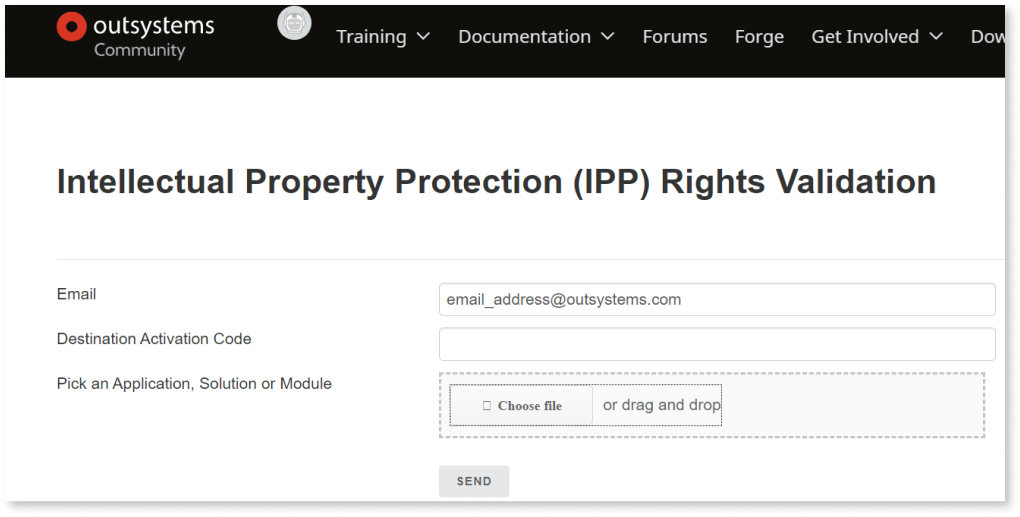 outsystems
Community
Training
Documentation
Forums
Forge
Get Involved
Dow
Intellectual Property Protection (IPP) Rights Validation
Email
email_address@outsystems.com
Destination Activation Code
Pick an Application, Solution or Module
Choose file
or drag and drop
SEND